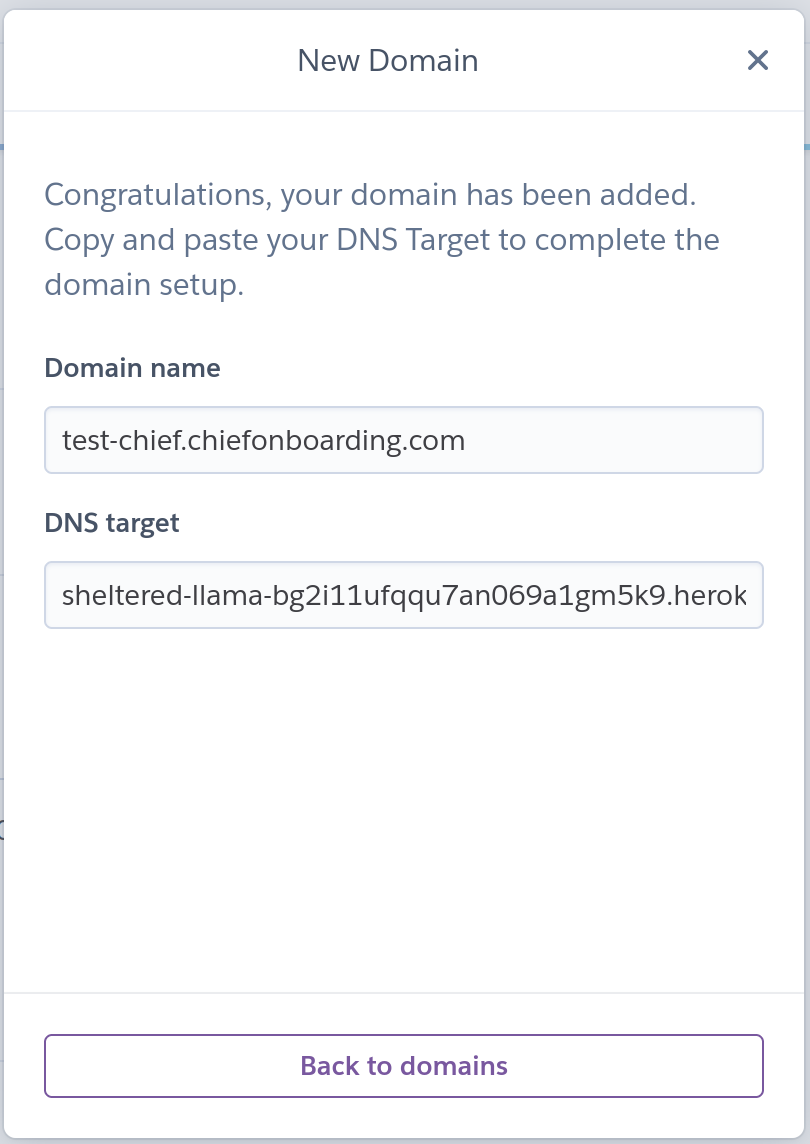 New Domain
Congratulations, your domain has been added.
Copy and paste your DNS Target to complete the
domain setup.
Domain name
test-chief.chiefonboarding.com
DNS target
sheltered-llama-bg2i11ufqqu7an069a1gm5k9.herok
Back to domains